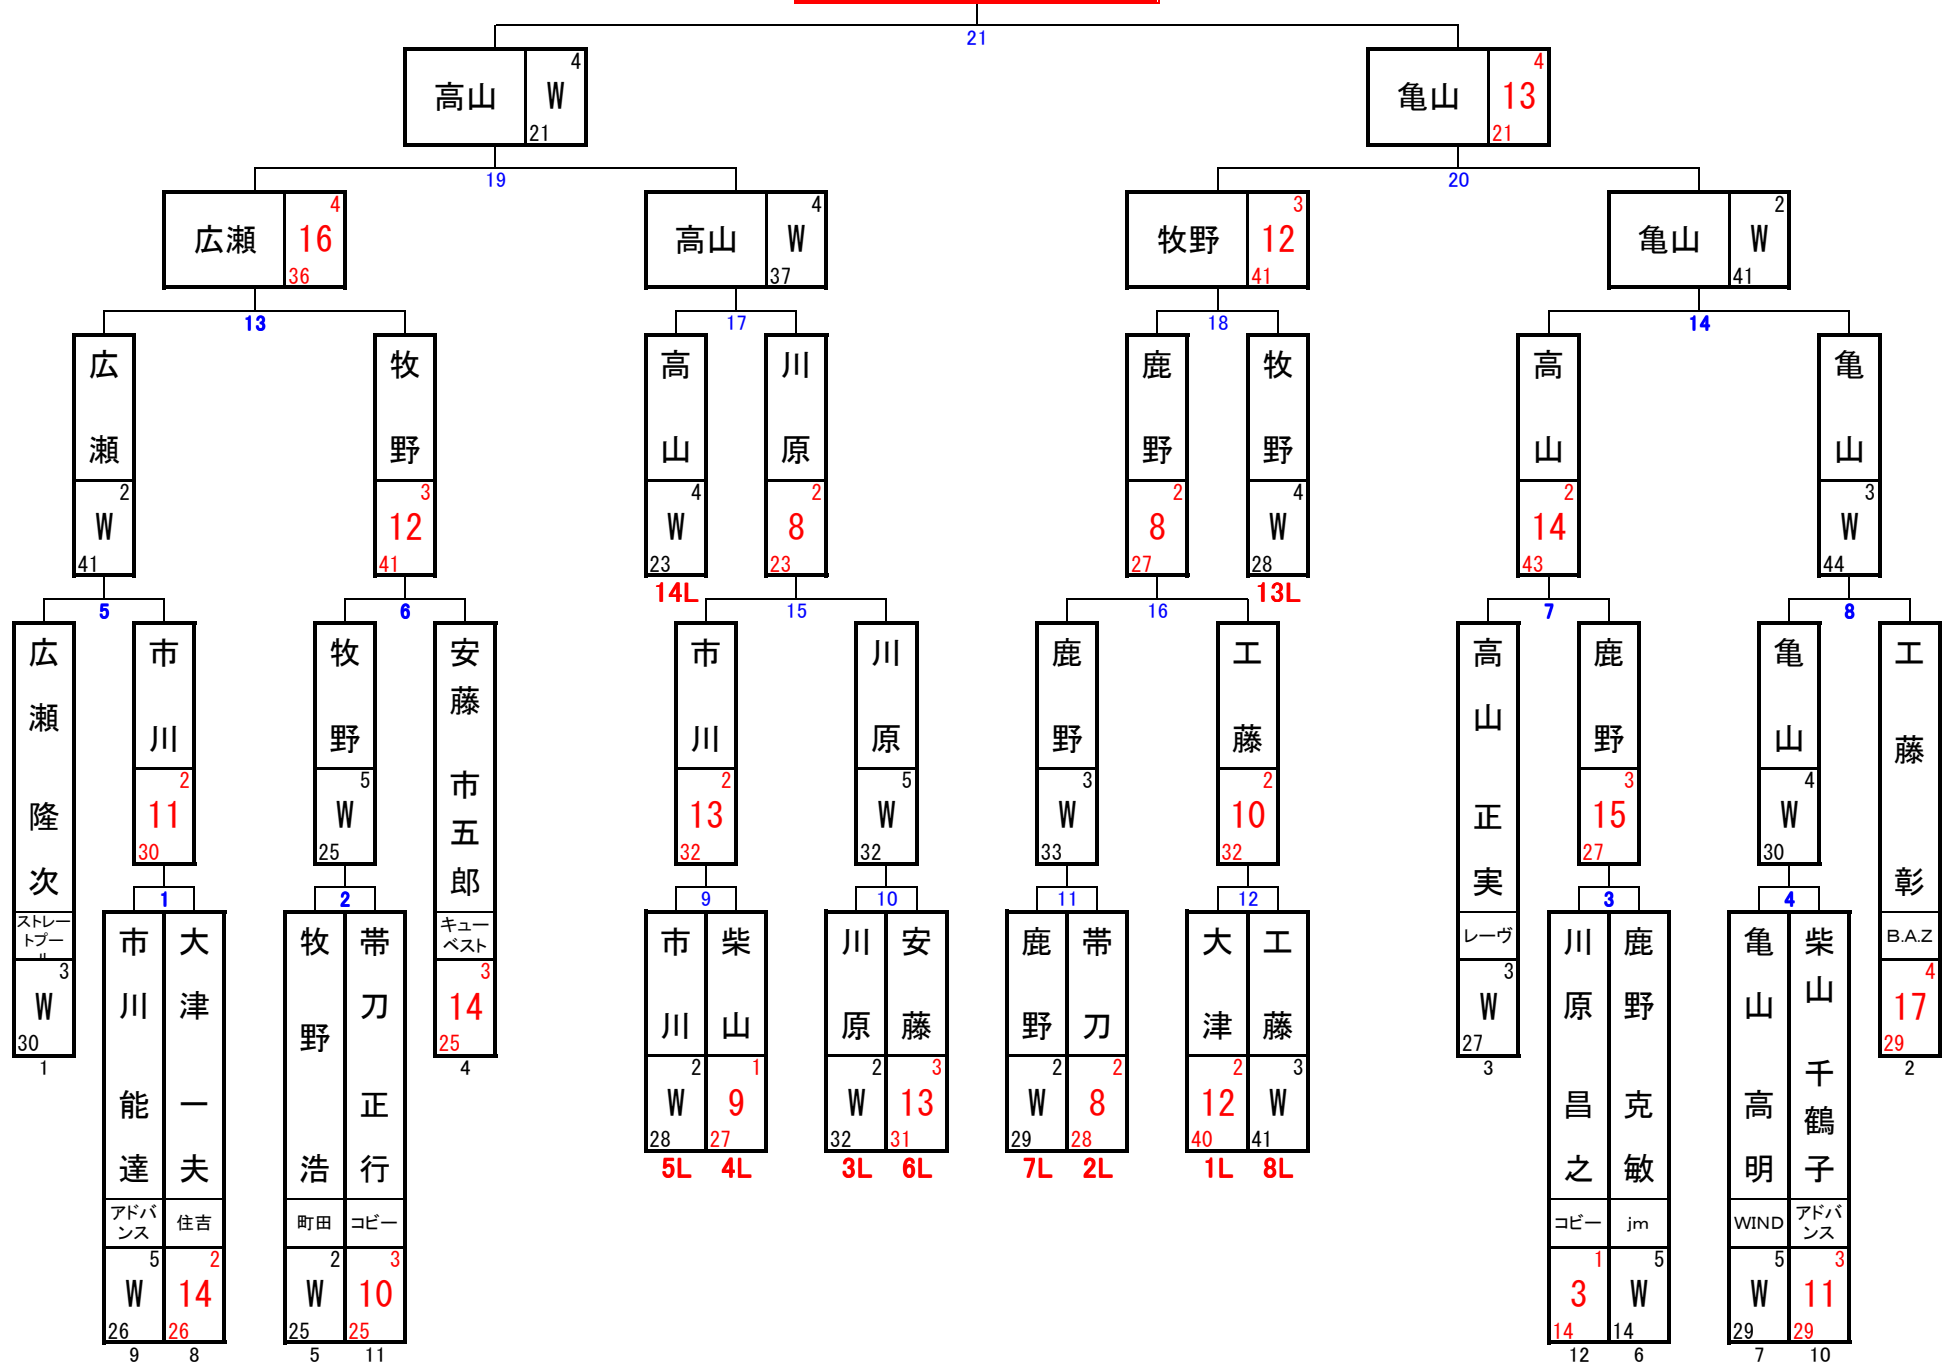 21
高山 W 4 21
亀山 13 4 21
19
20
広瀬 16 4 36
高山 W 4 37
牧野 12 3 41
亀山 W 2 41
13
17
18
14
広瀬 W 2 41
牧野 12 3 41
高山 W 4 23
川原 8 2 23
鹿野 8 2 27
牧野 W 4 28
高山 14 2 43
亀山 W 3 44
14L
13L
5
6
15
16
7
8
広瀬 隆次 ストレートプール W 3 30
市川 11 2 30
牧野 W 5 25
安藤 市五郎 キューベスト 14 3 25
市川 13 2 32
川原 W 5 32
鹿野 W 3 33
工藤 10 2 32
高山 正実 レーヴ W 3 27
鹿野 15 3 27
亀山 W 4 30
工藤 彰 B.A.Z 17 4 29
1
4
3
2
1
2
9
10
11
12
3
4
市川 能達 アドバンス W 5 26
大津 一夫 住吉 14 2 26
牧野 浩 町田 W 2 25
帯刀 正行 コビー 10 3 25
市川 W 2 28
柴山 9 1 27
川原 W 2 32
安藤 13 3 31
鹿野 W 2 29
帯刀 8 2 28
大津 12 2 40
工藤 W 3 41
川原 昌之 コビー 3 1 14
鹿野 克敏 jm W 5 14
亀山 高明 WIND W 5 29
柴山 千鶴子 アドバンス 11 3 29
5L 4L 3L 6L 7L 2L 1L 8L
9 8 5 11 12 6 7 10